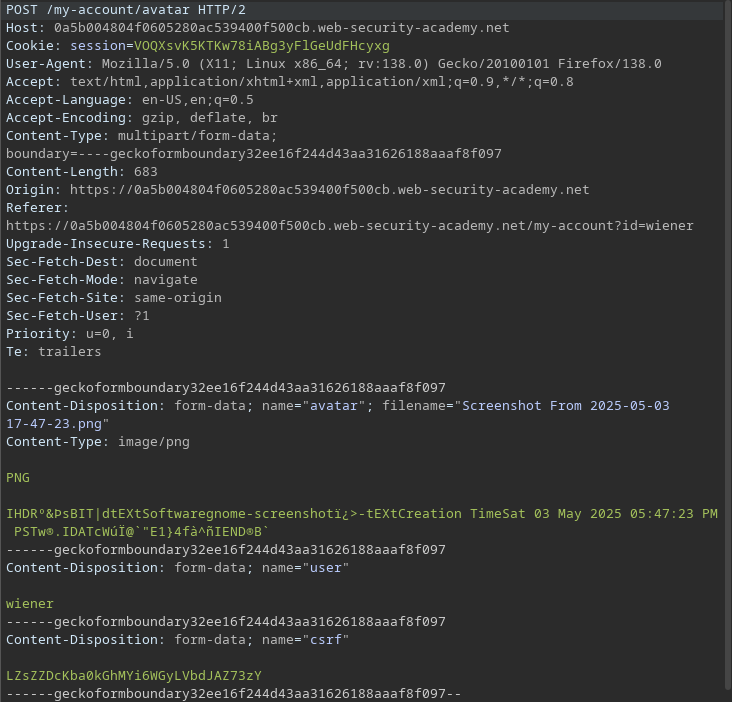 POST /my-account/avatar HTTP/2
Host: 0a5b004804f0605280ac539400f500cb.web-security-academy.net
Cookie: session=VOQXsvK5KTKw78iABg3yFlGeUdFHcyxg
User-Agent: Mozilla/5.0 (X11; Linux x86_64; rv:138.0) Gecko/20100101 Firefox/138.0
Accept: text/html,application/xhtml+xml,application/xml;q=0.9,*/*;q=0.8
Accept-Language: en-US,en;q=0.5
Accept-Encoding: gzip, deflate, br
Content-Type: multipart/form-data;
boundary=----geckoformboundary32ee16f244d43aa31626188aaaf8f097
Content-Length: 683
Origin: https://0a5b004804f0605280ac539400f500cb.web-security-academy.net
Referer:
https://0a5b004804f0605280ac539400f500cb.web-security-academy.net/my-account?id=wiener
Upgrade-Insecure-Requests: 1
Sec-Fetch-Dest: document
Sec-Fetch-Mode: navigate
Sec-Fetch-Site: same-origin
Sec-Fetch-User: ?1
Priority: u=0, i
Te: trailers
------geckoformboundary32ee16f244d43aa31626188aaaf8f097
Content-Disposition: form-data; name="avatar"; filename="Screenshot From 2025-05-03
17-47-23.png"
Content-Type: image/png
PNG
IHDRº&ÞsBIT|dtEXtSoftwaregnome-screenshotï¿>-tEXtCreation TimeSat 03 May 2025 05:47:23 PM
PSTw®.IDATcWúÏ@`"E1}4fà^ñIEND®B`
------geckoformboundary32ee16f244d43aa31626188aaaf8f097
Content-Disposition: form-data; name="user"
wiener
------geckoformboundary32ee16f244d43aa31626188aaaf8f097
Content-Disposition: form-data; name="csrf"
LZsZZDcKba0kGhMYi6WGyLVbdJAZ73zY
------geckoformboundary32ee16f244d43aa31626188aaaf8f097--